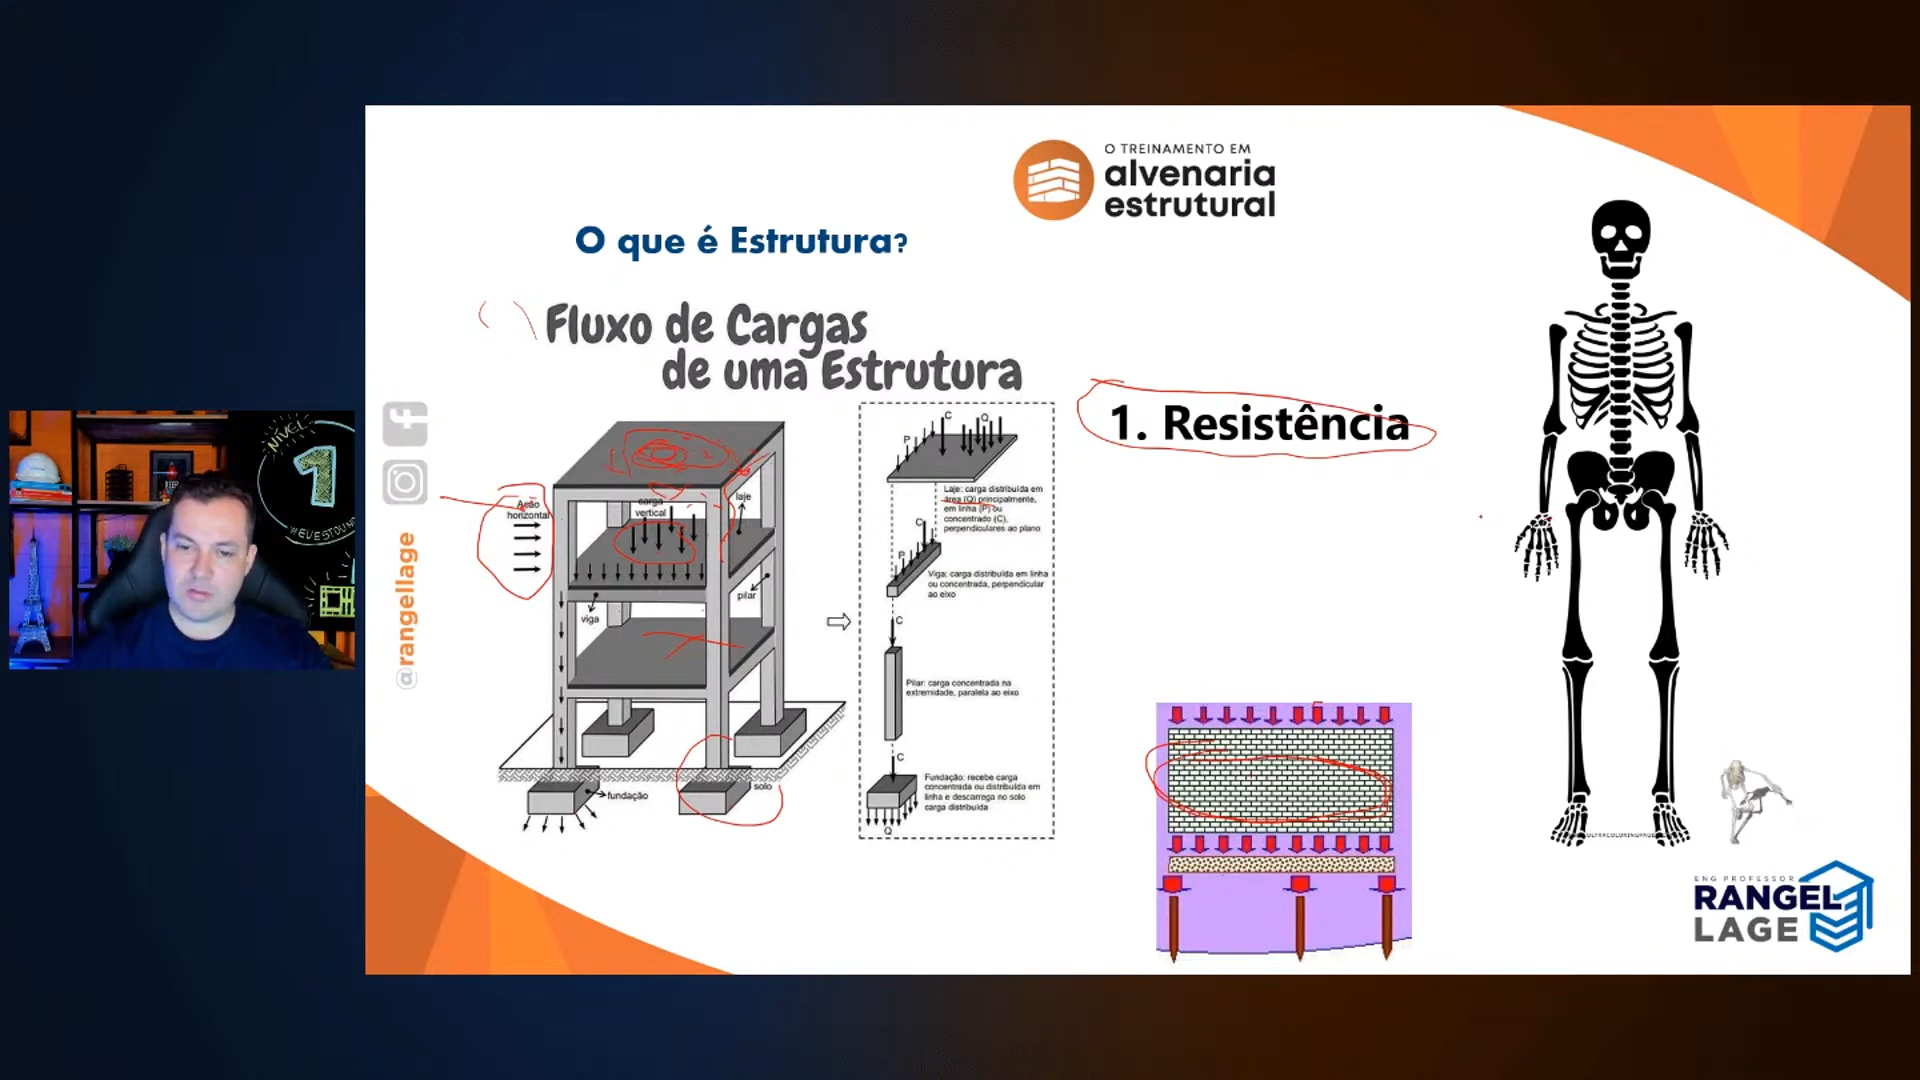 O TREINAMENTO EM
alvenaria
estrutural
O que é Estrutura?
Fluxo de Cargas
de uma Estrutura
1. Resistência
Ação
horizontal
carga
vertical
laje
viga
pilar
fundação
solo
C
Q
P
Laje: carga distribuída em
área (Q) principalmente,
em linha (P) ou
concentrado (C),
perpendiculares ao plano
C
P
Viga: carga distribuída em linha
ou concentrada, perpendicular
ao eixo
C
Pilar: carga concentrada na
extremidade, paralela ao eixo
C
Fundação: recebe carga
concentrada ou distribuída em
linha e descarrega no solo
carga distribuída
Q
@rangellage
NÍVEL
1
ENG PROFESSOR
RANGEL
LAGE